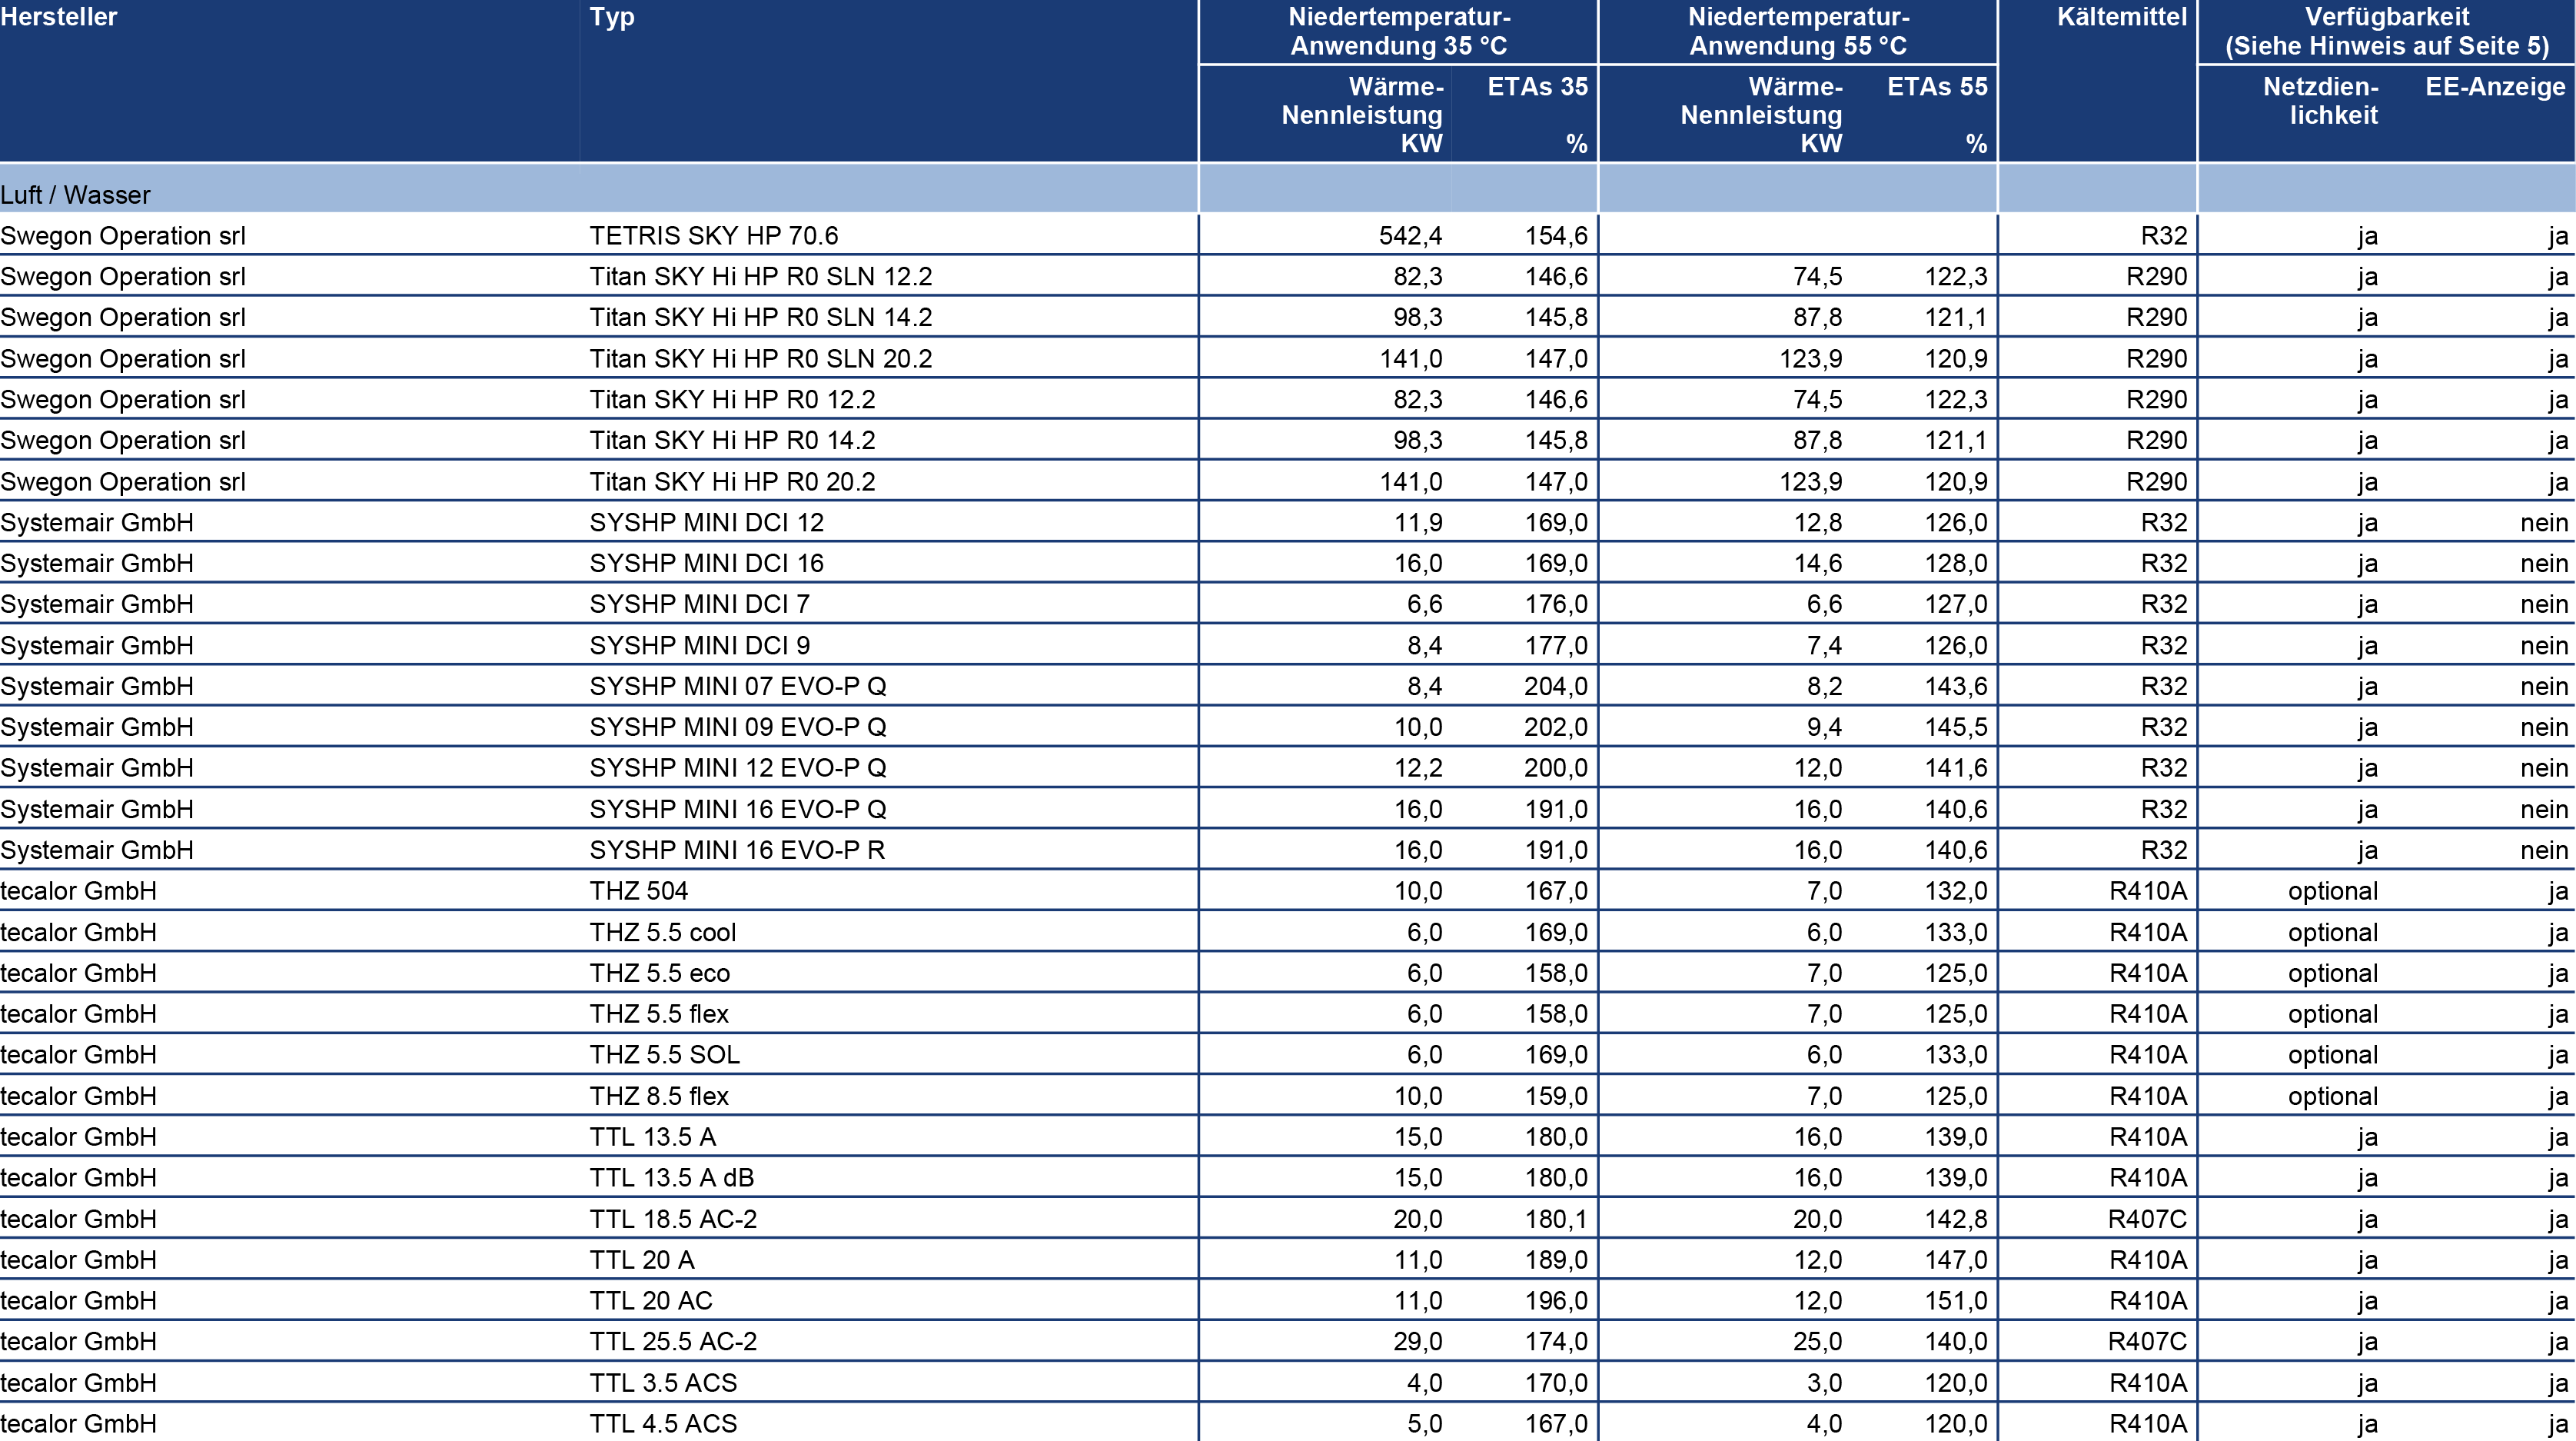 Hersteller Typ Niedertemperatur- Niedertemperatur- Kältemittel Verfügbarkeit
Anwendung 35 °C Anwendung 55 °C (Siehe Hinweis auf Seite 5)
Wärme- ETAs 35 Wärme- ETAs 55 Netzdien- EE-Anzeige
Nennleistung Nennleistung lichkeit
KW % KW %
Luft / Wasser
Swegon Operation srl TETRIS SKY HP 70.6 542,4 154,6 R32 ja ja
Swegon Operation srl Titan SKY Hi HP R0 SLN 12.2 82,3 146,6 74,5 122,3 R290 ja ja
Swegon Operation srl Titan SKY Hi HP R0 SLN 14.2 98,3 145,8 87,8 121,1 R290 ja ja
Swegon Operation srl Titan SKY Hi HP R0 SLN 20.2 141,0 147,0 123,9 120,9 R290 ja ja
Swegon Operation srl Titan SKY Hi HP R0 12.2 82,3 146,6 74,5 122,3 R290 ja ja
Swegon Operation srl Titan SKY Hi HP R0 14.2 98,3 145,8 87,8 121,1 R290 ja ja
Swegon Operation srl Titan SKY Hi HP R0 20.2 141,0 147,0 123,9 120,9 R290 ja ja
Systemair GmbH SYSHP MINI DCI 12 11,9 169,0 12,8 126,0 R32 ja nein
Systemair GmbH SYSHP MINI DCI 16 16,0 169,0 14,6 128,0 R32 ja nein
Systemair GmbH SYSHP MINI DCI 7 6,6 176,0 6,6 127,0 R32 ja nein
Systemair GmbH SYSHP MINI DCI 9 8,4 177,0 7,4 126,0 R32 ja nein
Systemair GmbH SYSHP MINI 07 EVO-P Q 8,4 204,0 8,2 143,6 R32 ja nein
Systemair GmbH SYSHP MINI 09 EVO-P Q 10,0 202,0 9,4 145,5 R32 ja nein
Systemair GmbH SYSHP MINI 12 EVO-P Q 12,2 200,0 12,0 141,6 R32 ja nein
Systemair GmbH SYSHP MINI 16 EVO-P Q 16,0 191,0 16,0 140,6 R32 ja nein
Systemair GmbH SYSHP MINI 16 EVO-P R 16,0 191,0 16,0 140,6 R32 ja nein
tecalor GmbH THZ 504 10,0 167,0 7,0 132,0 R410A optional ja
tecalor GmbH THZ 5.5 cool 6,0 169,0 6,0 133,0 R410A optional ja
tecalor GmbH THZ 5.5 eco 6,0 158,0 7,0 125,0 R410A optional ja
tecalor GmbH THZ 5.5 flex 6,0 158,0 7,0 125,0 R410A optional ja
tecalor GmbH THZ 5.5 SOL 6,0 169,0 6,0 133,0 R410A optional ja
tecalor GmbH THZ 8.5 flex 10,0 159,0 7,0 125,0 R410A optional ja
tecalor GmbH TTL 13.5 A 15,0 180,0 16,0 139,0 R410A ja ja
tecalor GmbH TTL 13.5 A dB 15,0 180,0 16,0 139,0 R410A ja ja
tecalor GmbH TTL 18.5 AC-2 20,0 180,1 20,0 142,8 R407C ja ja
tecalor GmbH TTL 20 A 11,0 189,0 12,0 147,0 R410A ja ja
tecalor GmbH TTL 20 AC 11,0 196,0 12,0 151,0 R410A ja ja
tecalor GmbH TTL 25.5 AC-2 29,0 174,0 25,0 140,0 R407C ja ja
tecalor GmbH TTL 3.5 ACS 4,0 170,0 3,0 120,0 R410A ja ja
tecalor GmbH TTL 4.5 ACS 5,0 167,0 4,0 120,0 R410A ja ja